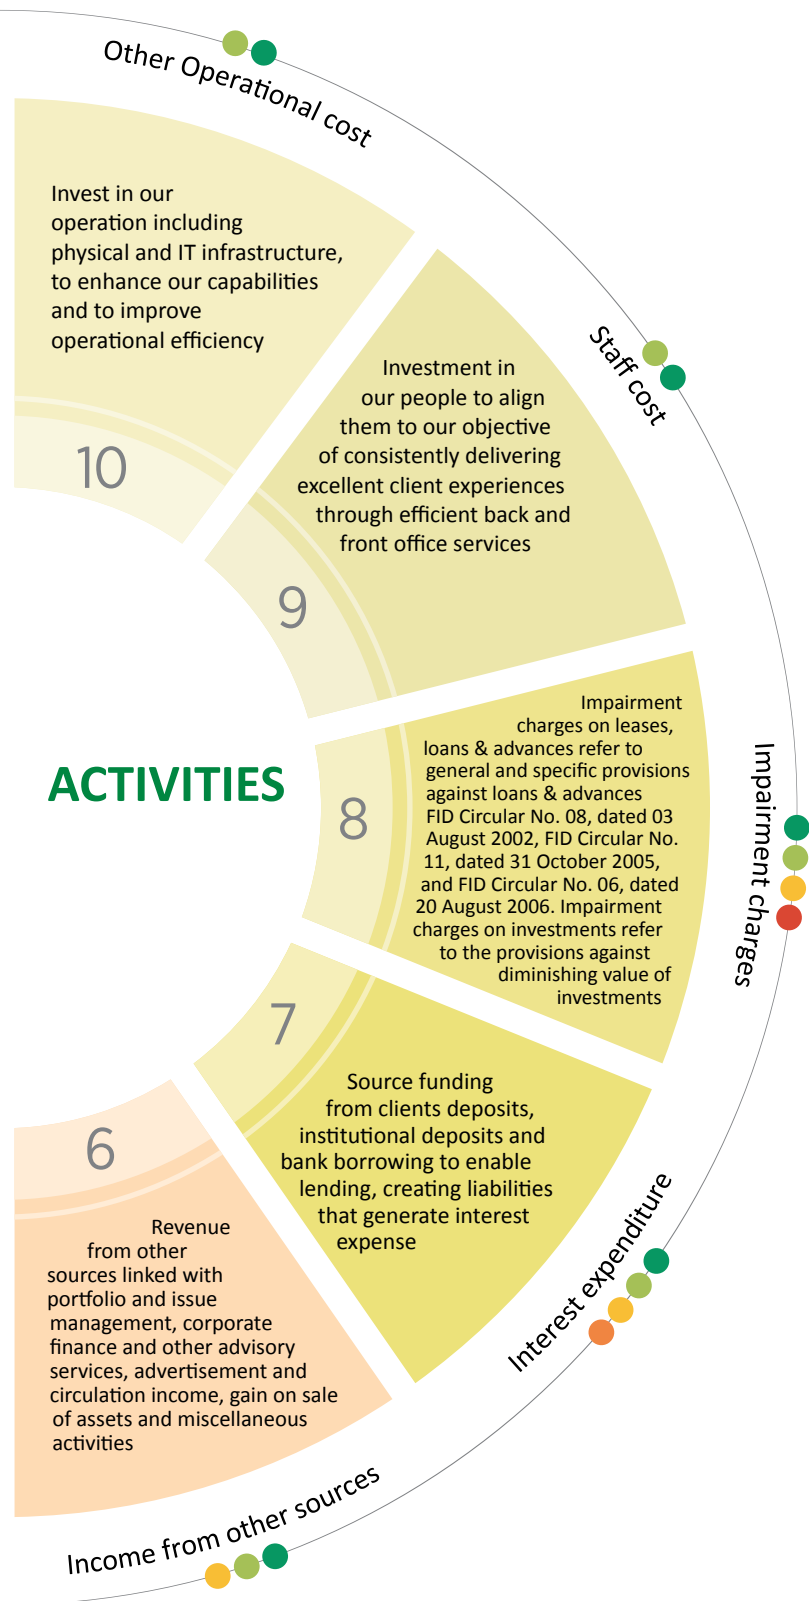 Other Operational cost
Invest in our
operation including
physical and IT infrastructure,
to enhance our capabilities
and to improve
operational efficiency
10
Staff cost
Investment in
our people to align
them to our objective
of consistently delivering
excellent client experiences
through efficient back and
front office services
9
ACTIVITIES
Impairment charges
Impairment
charges on leases,
loans & advances refer to
general and specific provisions
against loans & advances
FID Circular No. 08, dated 03
August 2002, FID Circular No.
11, dated 31 October 2005,
and FID Circular No. 06, dated
20 August 2006. Impairment
charges on investments refer
to the provisions against
diminishing value of
investments
8
7
Source funding
from clients deposits,
institutional deposits and
bank borrowing to enable
lending, creating liabilities
that generate interest
expense
Interest expenditure
6
Revenue
from other
sources linked with
portfolio and issue
management, corporate
finance and other advisory
services, advertisement and
circulation income, gain on sale
of assets and miscellaneous
activities
Income from other sources